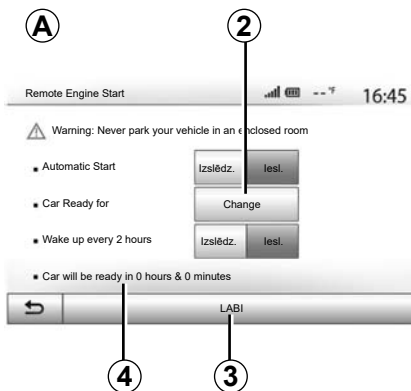 A
2
Remote Engine Start -- °F 16:45
Warning: Never park your vehicle in an enclosed room
Automatic Start Izslēdz. Iesl.
Car Ready for Change
Wake up every 2 hours Izslēdz. Iesl.
Car will be ready in 0 hours & 0 minutes
LABI
4 3